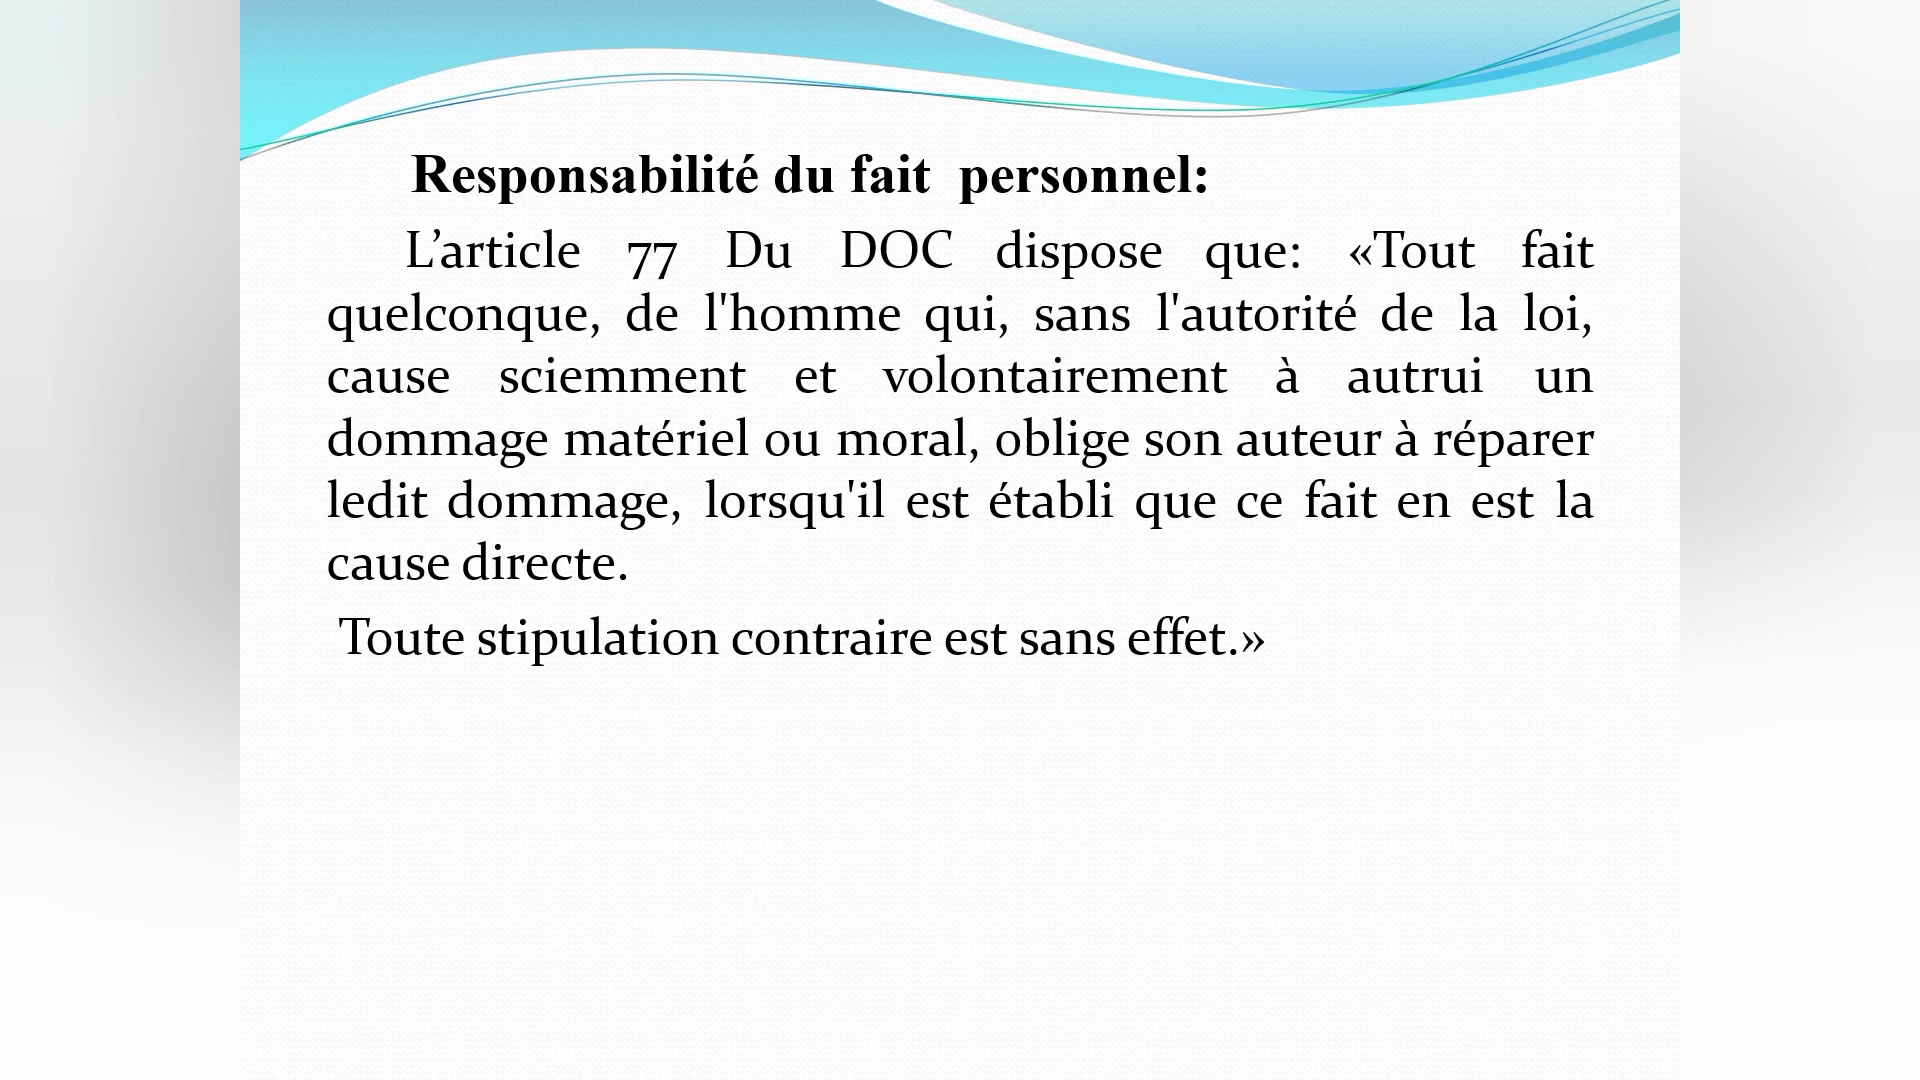 Responsabilité du fait  personnel:
L’article 77 Du DOC dispose que: «Tout fait
quelconque, de l'homme qui, sans l'autorité de la loi,
cause sciemment et volontairement à autrui un
dommage matériel ou moral, oblige son auteur à réparer
ledit dommage, lorsqu'il est établi que ce fait en est la
cause directe.
Toute stipulation contraire est sans effet.»